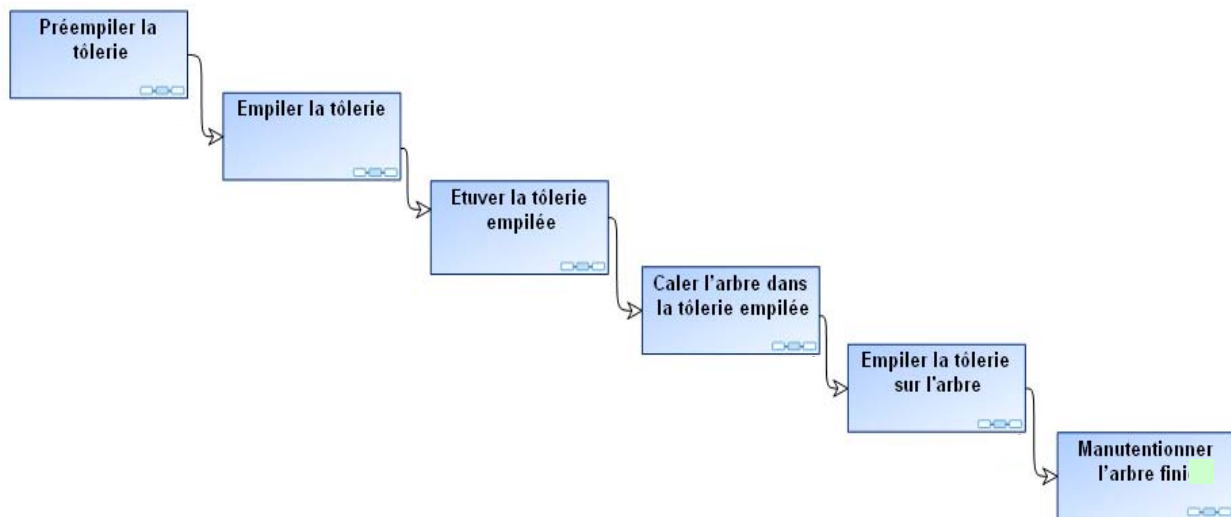 Préempiler la
tôlerie
Empiler la tôlerie
Etuver la tôlerie
empilée
Caler l'arbre dans
la tôlerie empilée
Empiler la tôlerie
sur l'arbre
Manutentionner
l'arbre fini